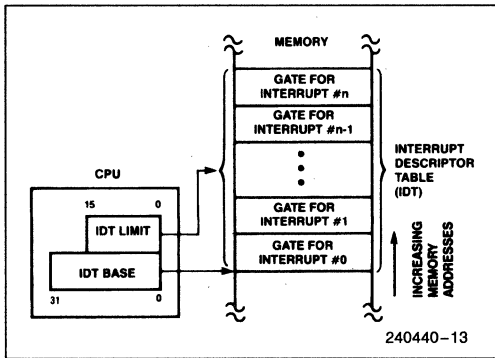 MEMORY
GATE FOR
INTERRUPT #n
GATE FOR
INTERRUPT #n-1
GATE FOR
INTERRUPT #1
GATE FOR
INTERRUPT #0
INTERRUPT
DESCRIPTOR
TABLE
(IDT)
CPU
15 0
IDT LIMIT
IDT BASE
31 0
INCREASING
MEMORY
ADDRESSES
240440-13